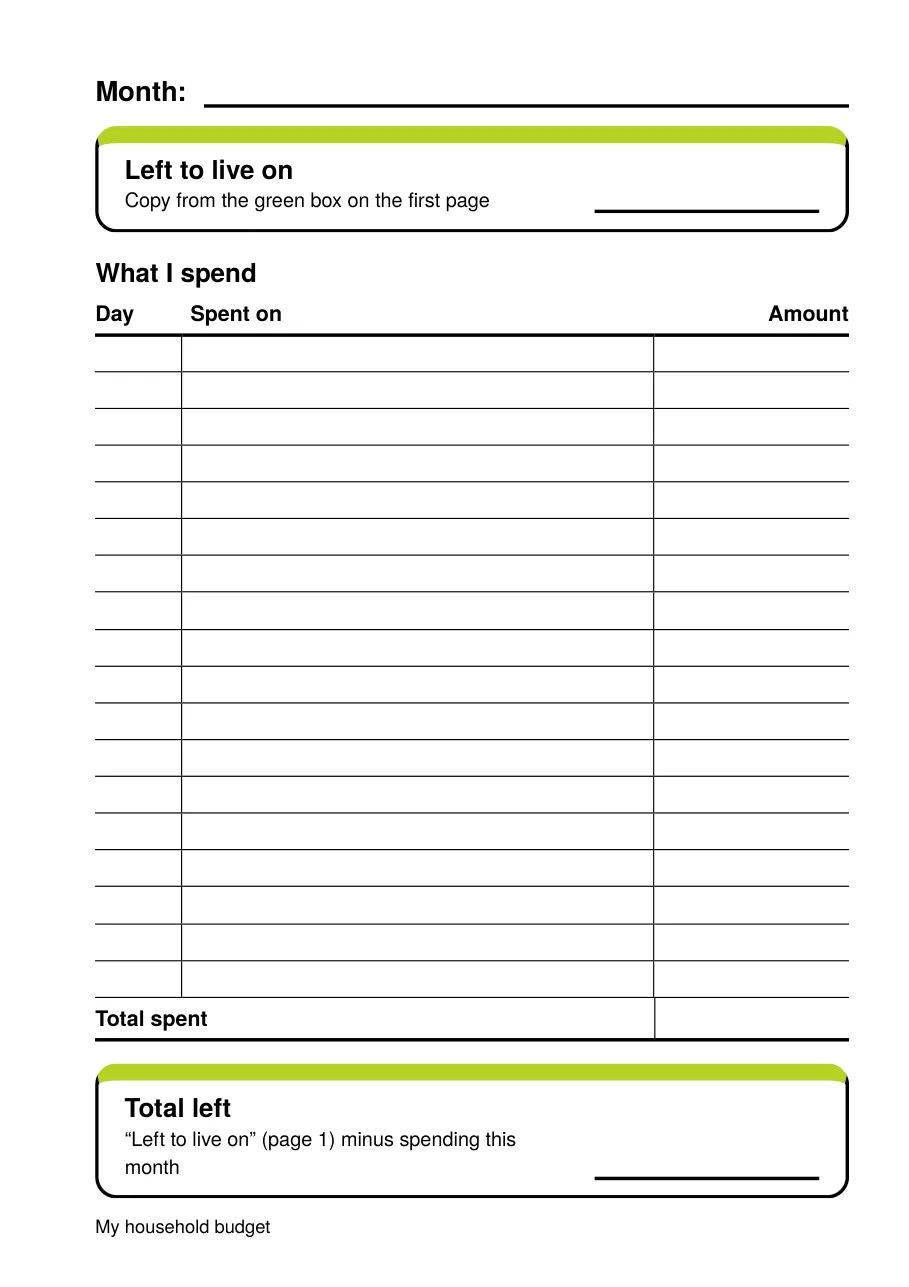 Month:
Left to live on
Copy from the green box on the first page
What I spend
Day Spent on Amount
Total spent
Total left
“Left to live on” (page 1) minus spending this
month
My household budget